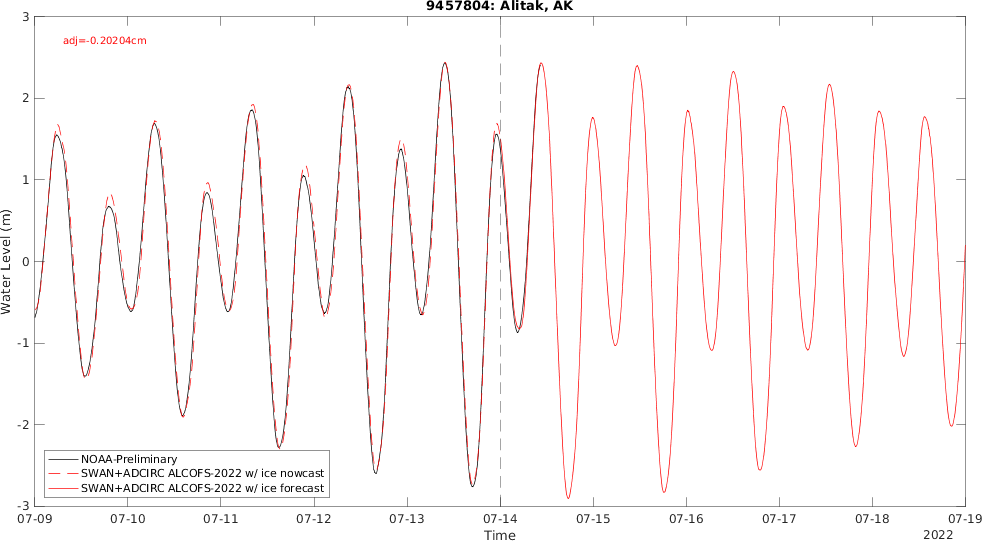 9457804: Alitak, AK
adj=-0.20204cm
Water Level (m)
3
2
1
0
-1
-2
-3
NOAA-Preliminary
SWAN+ADCIRC ALCOFS-2022 w/ ice nowcast
SWAN+ADCIRC ALCOFS-2022 w/ ice forecast
07-09 07-10 07-11 07-12 07-13 07-14 07-15 07-16 07-17 07-18 07-19
Time
2022